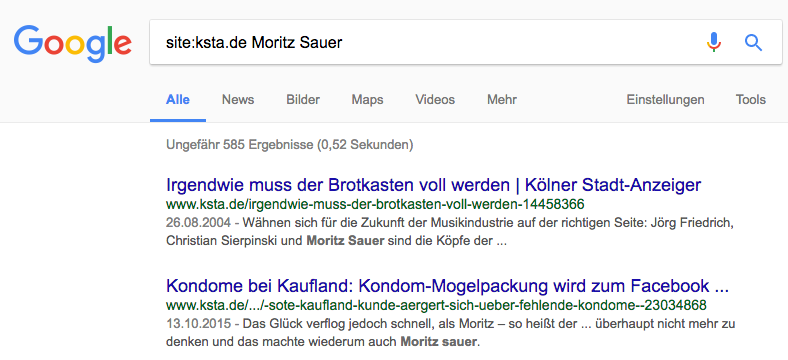 Google
site:ksta.de Moritz Sauer
Alle News Bilder Maps Videos Mehr Einstellungen Tools
Ungefähr 585 Ergebnisse (0,52 Sekunden)
Irgendwie muss der Brotkasten voll werden | Kölner Stadt-Anzeiger
www.ksta.de/irgendwie-muss-der-brotkasten-voll-werden-14458366
26.08.2004 - Wähnen sich für die Zukunft der Musikindustrie auf der richtigen Seite: Jörg Friedrich,
Christian Sierpinski und Moritz Sauer sind die Köpfe der ...
Kondome bei Kaufland: Kondom-Mogelpackung wird zum Facebook ...
www.ksta.de/.../-sote-kaufland-kunde-aergert-sich-ueber-fehlende-kondome--23034868
13.10.2015 - Das Glück verflog jedoch schnell, als Moritz – so heißt der ... überhaupt nicht mehr zu
denken und das machte wiederum auch Moritz sauer.